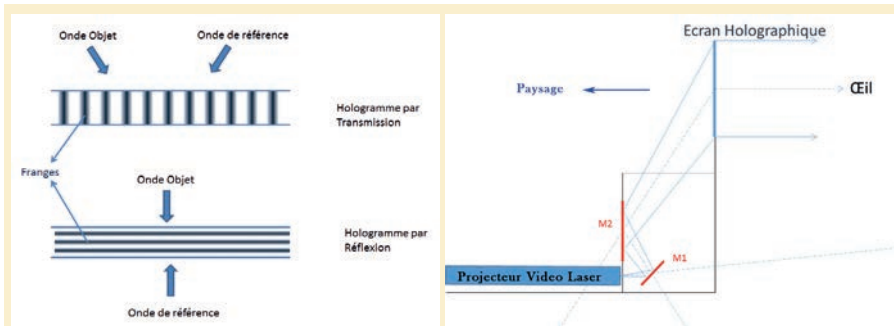 Onde Objet
Onde de référence
Hologramme par
Transmission
Franges
Onde Objet
Hologramme par
Réflexion
Onde de référence
Ecran Holographique
Paysage
Œil
M2
M1
Projecteur Video Laser